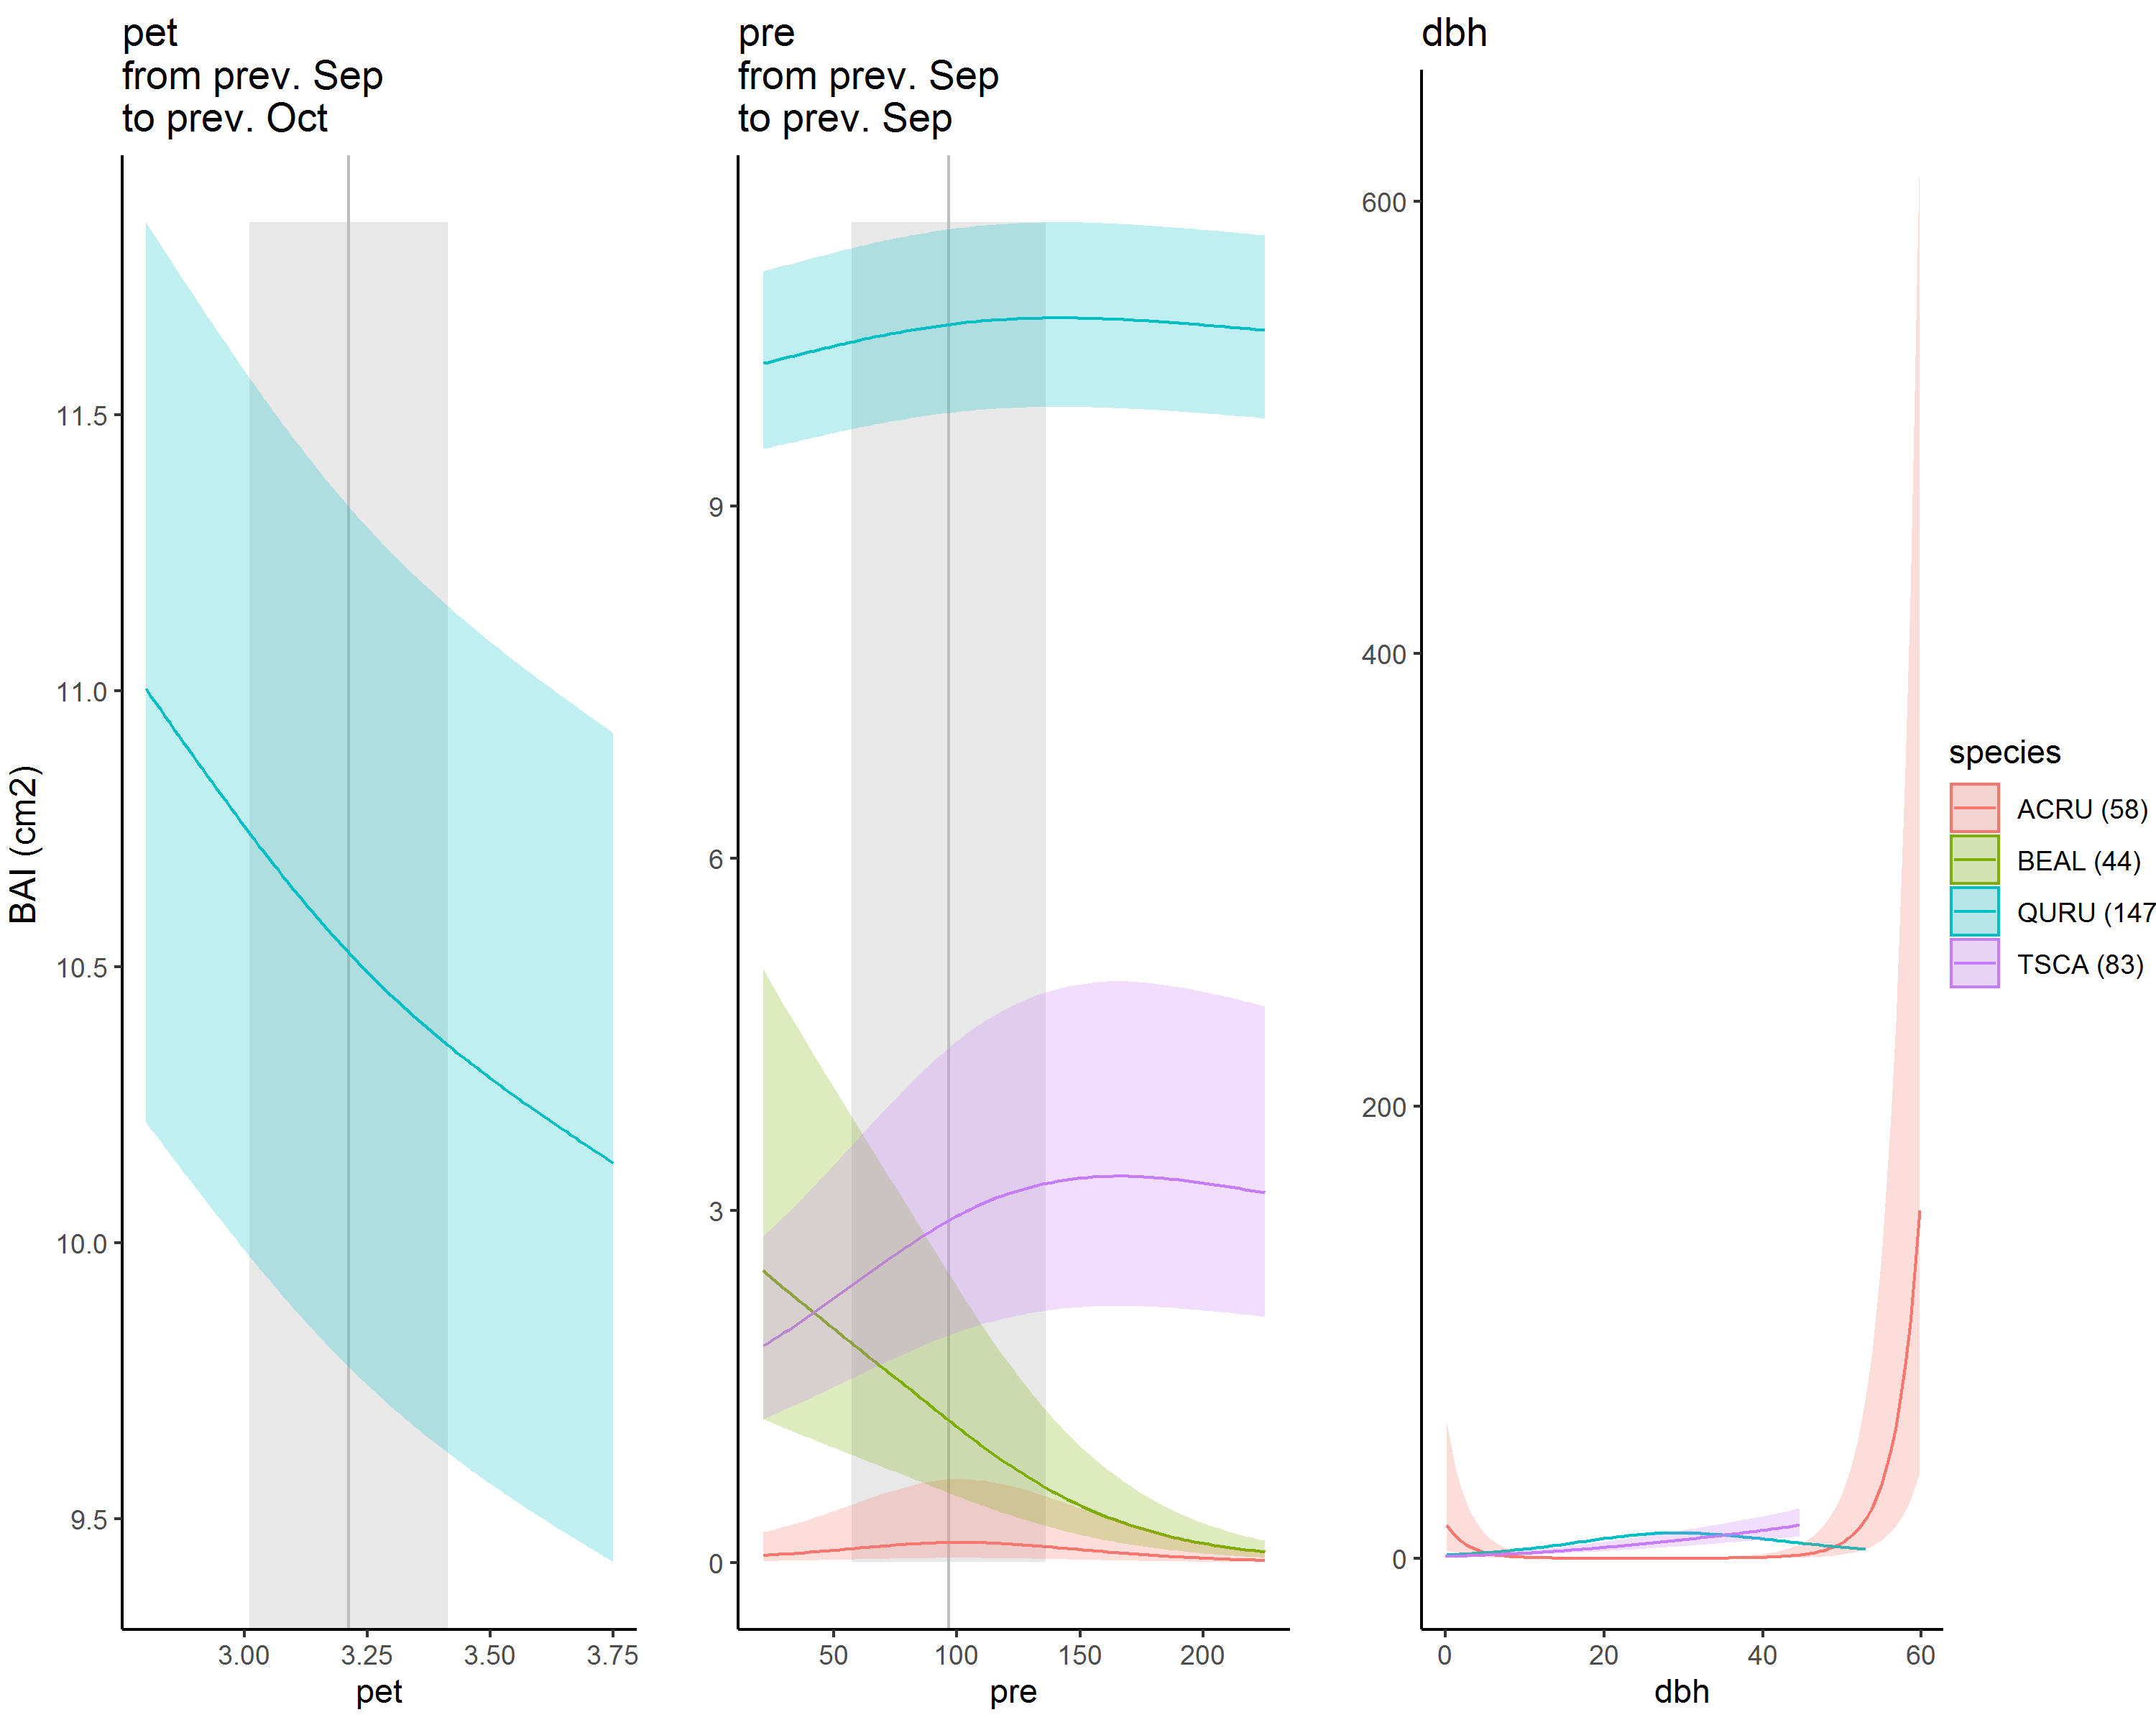 pet
from prev. Sep
to prev. Oct
pre
from prev. Sep
to prev. Sep
dbh
BAI (cm2)
11.5
11.0
10.5
10.0
9.5
3.00 3.25 3.50 3.75
pet
9
6
3
0
50 100 150 200
pre
600
400
200
0
0 20 40 60
dbh
species
ACRU (58)
BEAL (44)
QURU (147
TSCA (83)